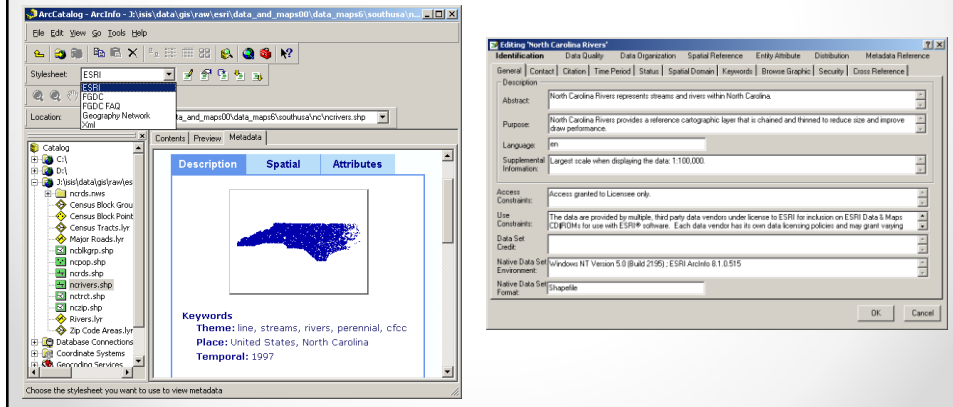 ArcCatalog - ArcInfo - J:\isis\data\gis\raw\esri\data_and_maps00\data_maps6\southusa\n...
File Edit View Go Tools Help
Stylesheet: ESRI
ESRI
FGDC
FGDC FAQ
Geography Network
Xml
Location: ta_and_maps00\data_maps6\southusa\nc\ncrivers.shp
Catalog
C:\
D:\
J:\isis\data\gis\raw\es
ncrds.nws
Census Block Grou
Census Block Point
Census Tracts.lyr
Major Roads.lyr
ncblkgrp.shp
ncpop.shp
ncrds.shp
ncrivers.shp
nctrct.shp
nczip.shp
Rivers.lyr
Zip Code Areas.lyr
Database Connections
Coordinate Systems
Geocoding Services
Contents Preview Metadata
Description Spatial Attributes
Keywords
Theme: line, streams, rivers, perennial, cfcc
Place: United States, North Carolina
Temporal: 1997
Choose the stylesheet you want to use to view metadata
Editing 'North Carolina Rivers'
Identification Data Quality Data Organization Spatial Reference Entity Attribute Distribution Metadata Reference
General Contact Citation Time Period Status Spatial Domain Keywords Browse Graphic Security Cross Reference
Description
Abstract: North Carolina Rivers represents streams and rivers within North Carolina.
Purpose: North Carolina Rivers provides a reference cartographic layer that is chained and thinned to reduce size and improve
draw performance.
Language: en
Supplemental Information: Largest scale when displaying the data: 1:100,000.
Access Constraints: Access granted to Licensee only.
Use Constraints: The data are provided by multiple, third party data vendors under license to ESRI for inclusion on ESRI Data & Maps
CD|ROMs for use with ESRI® software. Each data vendor has its own data licensing policies and may grant varying
Data Set Credit:
Native Data Set Environment: Windows NT Version 5.0 (Build 2195) ; ESRI ArcInfo 8.1.0.515
Native Data Set Format: Shapefile
OK Cancel